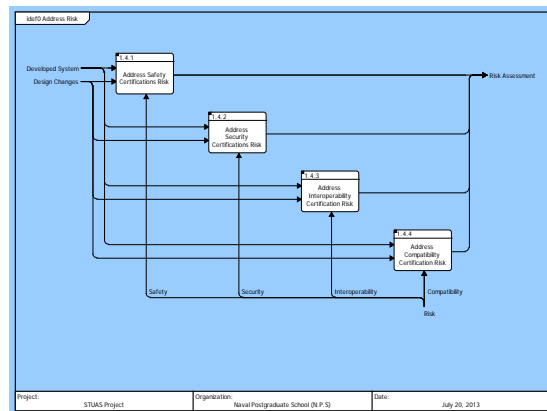 idef0 Address Risk
1.4.1
Developed System
Address Safety
Certifications Risk
Risk Assessment
Design Changes
1.4.2
Address
Security
Certifications Risk
1.4.3
Address
Interoperability
Certification Risk
1.4.4
Address
Compatibility
Certification Risk
Safety
Security
Interoperability
Compatibility
Risk
Project:
STUAS Project
Organization:
Naval Postgraduate School (N.P.S)
Date:
July 20, 2013